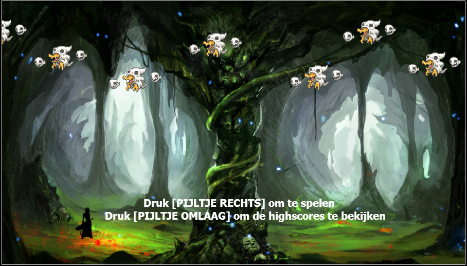 Druk [PIJLTJE RECHTS] om te spelen
Druk [PIJLTJE OMLAAG] om de highscores te bekijken